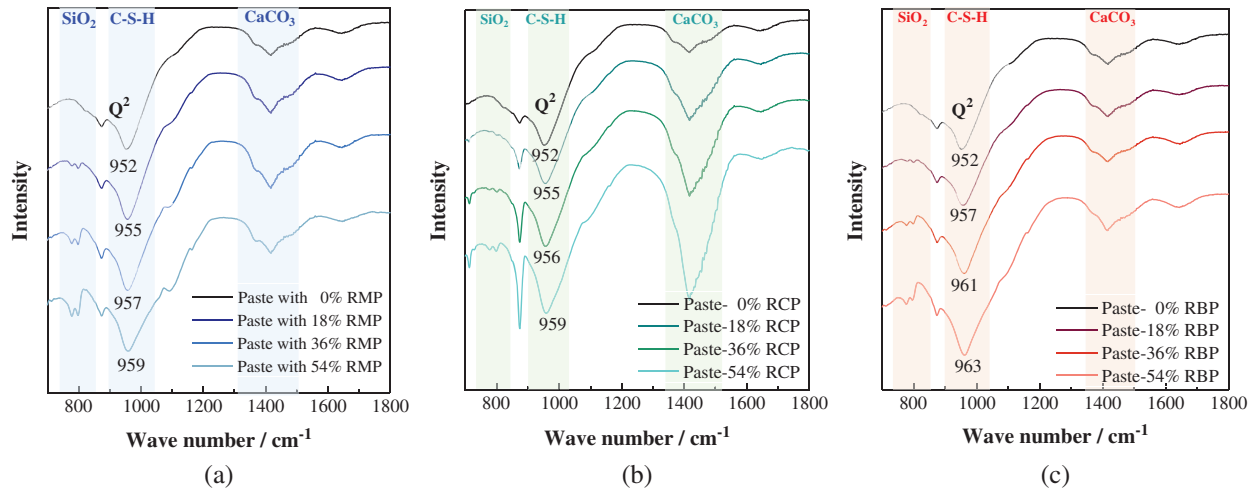 SiO₂ C-S-H CaCO₃
Q²
952
955
957
959
Paste with 0% RMP
Paste with 18% RMP
Paste with 36% RMP
Paste with 54% RMP
Intensity
800 1000 1200 1400 1600 1800
Wave number / cm⁻¹
(a)
SiO₂ C-S-H CaCO₃
Q²
952
955
956
959
Paste- 0% RCP
Paste-18% RCP
Paste-36% RCP
Paste-54% RCP
Intensity
800 1000 1200 1400 1600 1800
Wave number / cm⁻¹
(b)
SiO₂ C-S-H CaCO₃
Q²
952
957
961
963
Paste- 0% RBP
Paste-18% RBP
Paste-36% RBP
Paste-54% RBP
Intensity
800 1000 1200 1400 1600 1800
Wave number / cm⁻¹
(c)